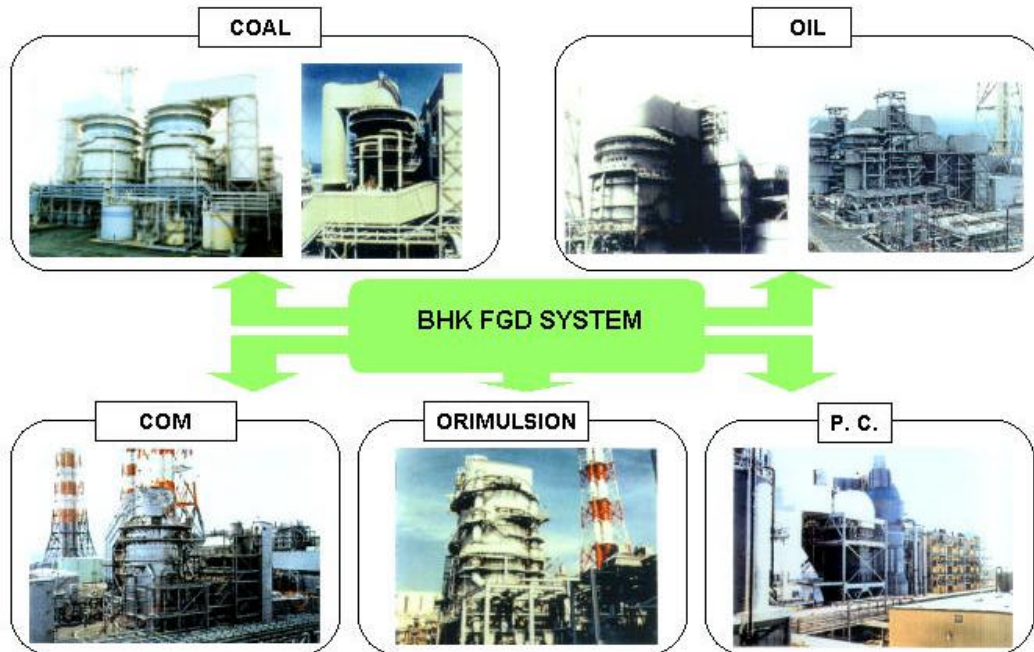 COAL
OIL
BHK FGD SYSTEM
COM
ORIMULSION
P. C.